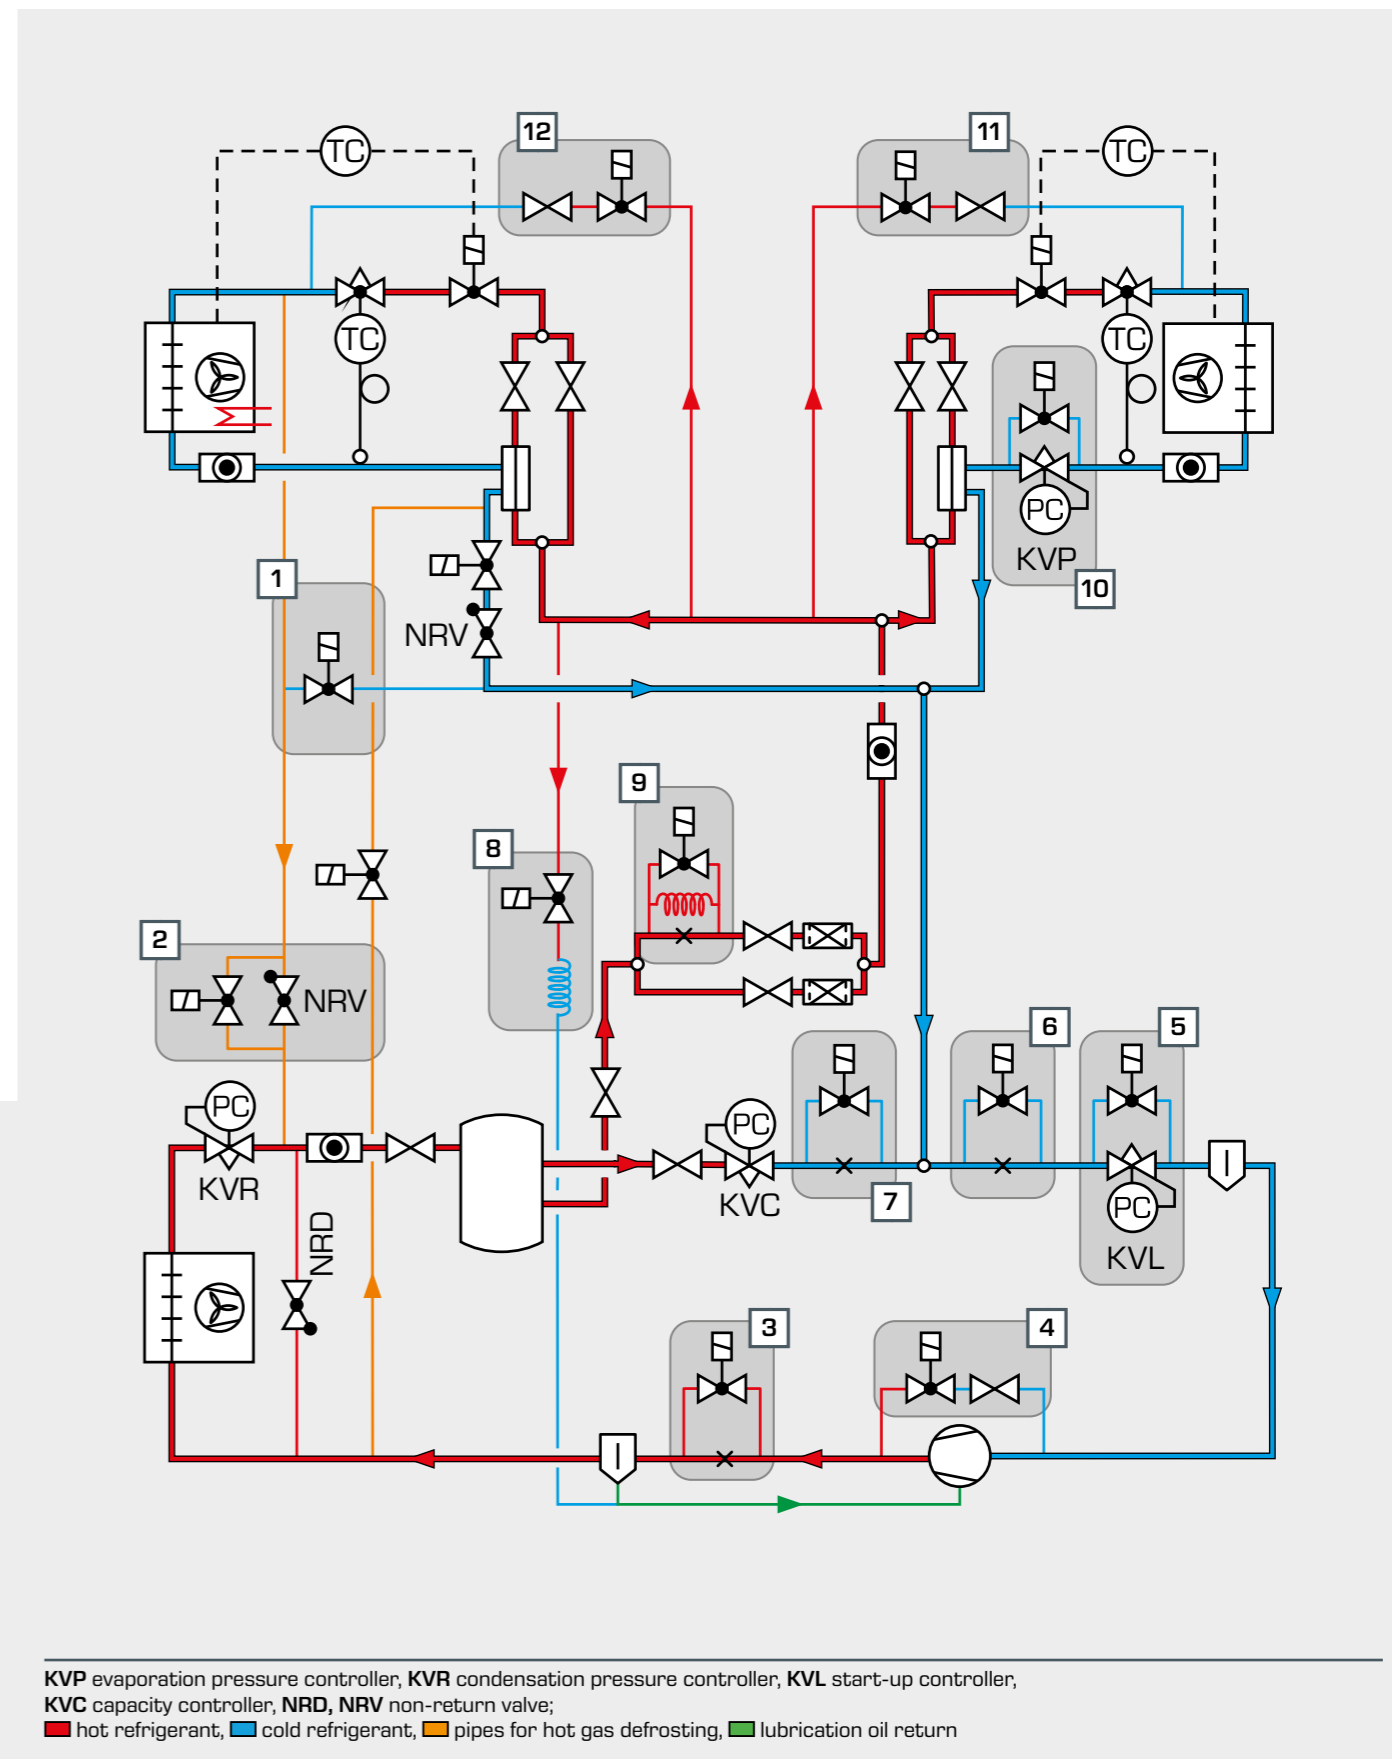 12
11
TC
TC
TC
TC
PC
KVP
10
1
NRV
9
8
2
NRV
6
5
PC
PC
KVR
KVC
7
PC
KVL
NRD
3
4
KVP evaporation pressure controller, KVR condensation pressure controller, KVL start-up controller,
KVC capacity controller, NRD, NRV non-return valve;
hot refrigerant, cold refrigerant, pipes for hot gas defrosting, lubrication oil return